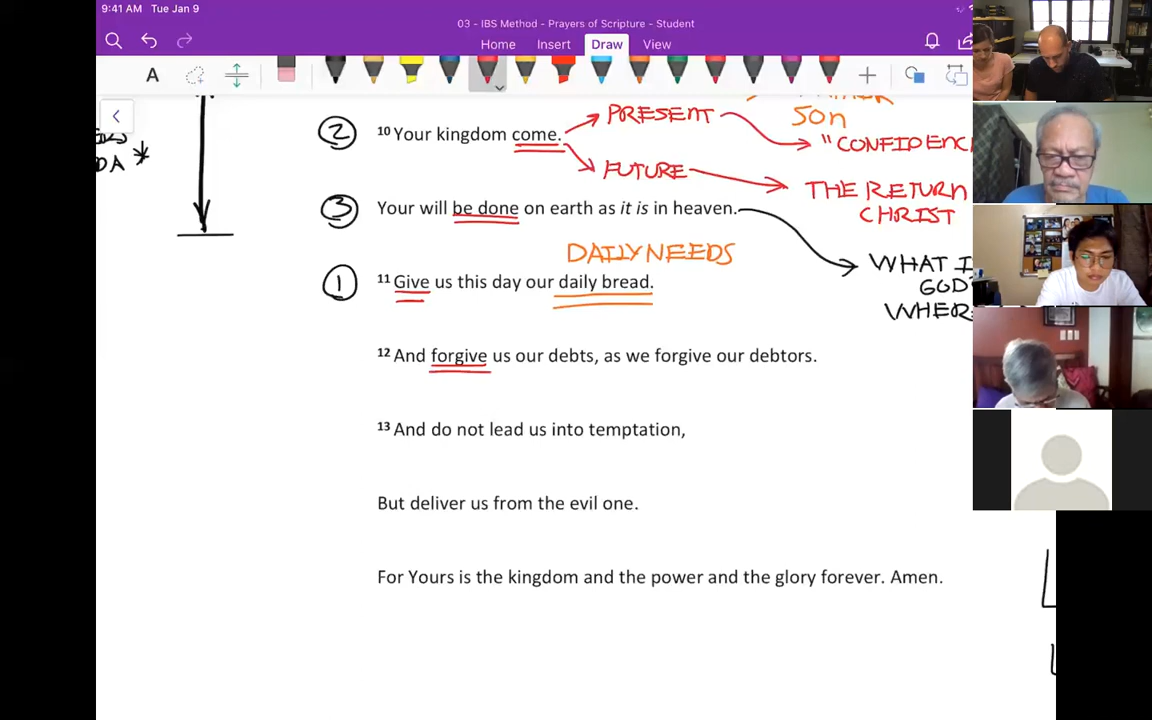 9:41 AM Tue Jan 9
03 - IBS Method - Prayers of Scripture - Student
Home Insert Draw View
A
SON
② 10 Your kingdom come. PRESENT "CONFIDENC
DA * FUTURE THE RETURN
CHRIST
③ Your will be done on earth as it is in heaven.
DAILY NEEDS WHAT I
GOD'
WHER
① 11 Give us this day our daily bread.
12 And forgive us our debts, as we forgive our debtors.
13 And do not lead us into temptation,
But deliver us from the evil one.
For Yours is the kingdom and the power and the glory forever. Amen.